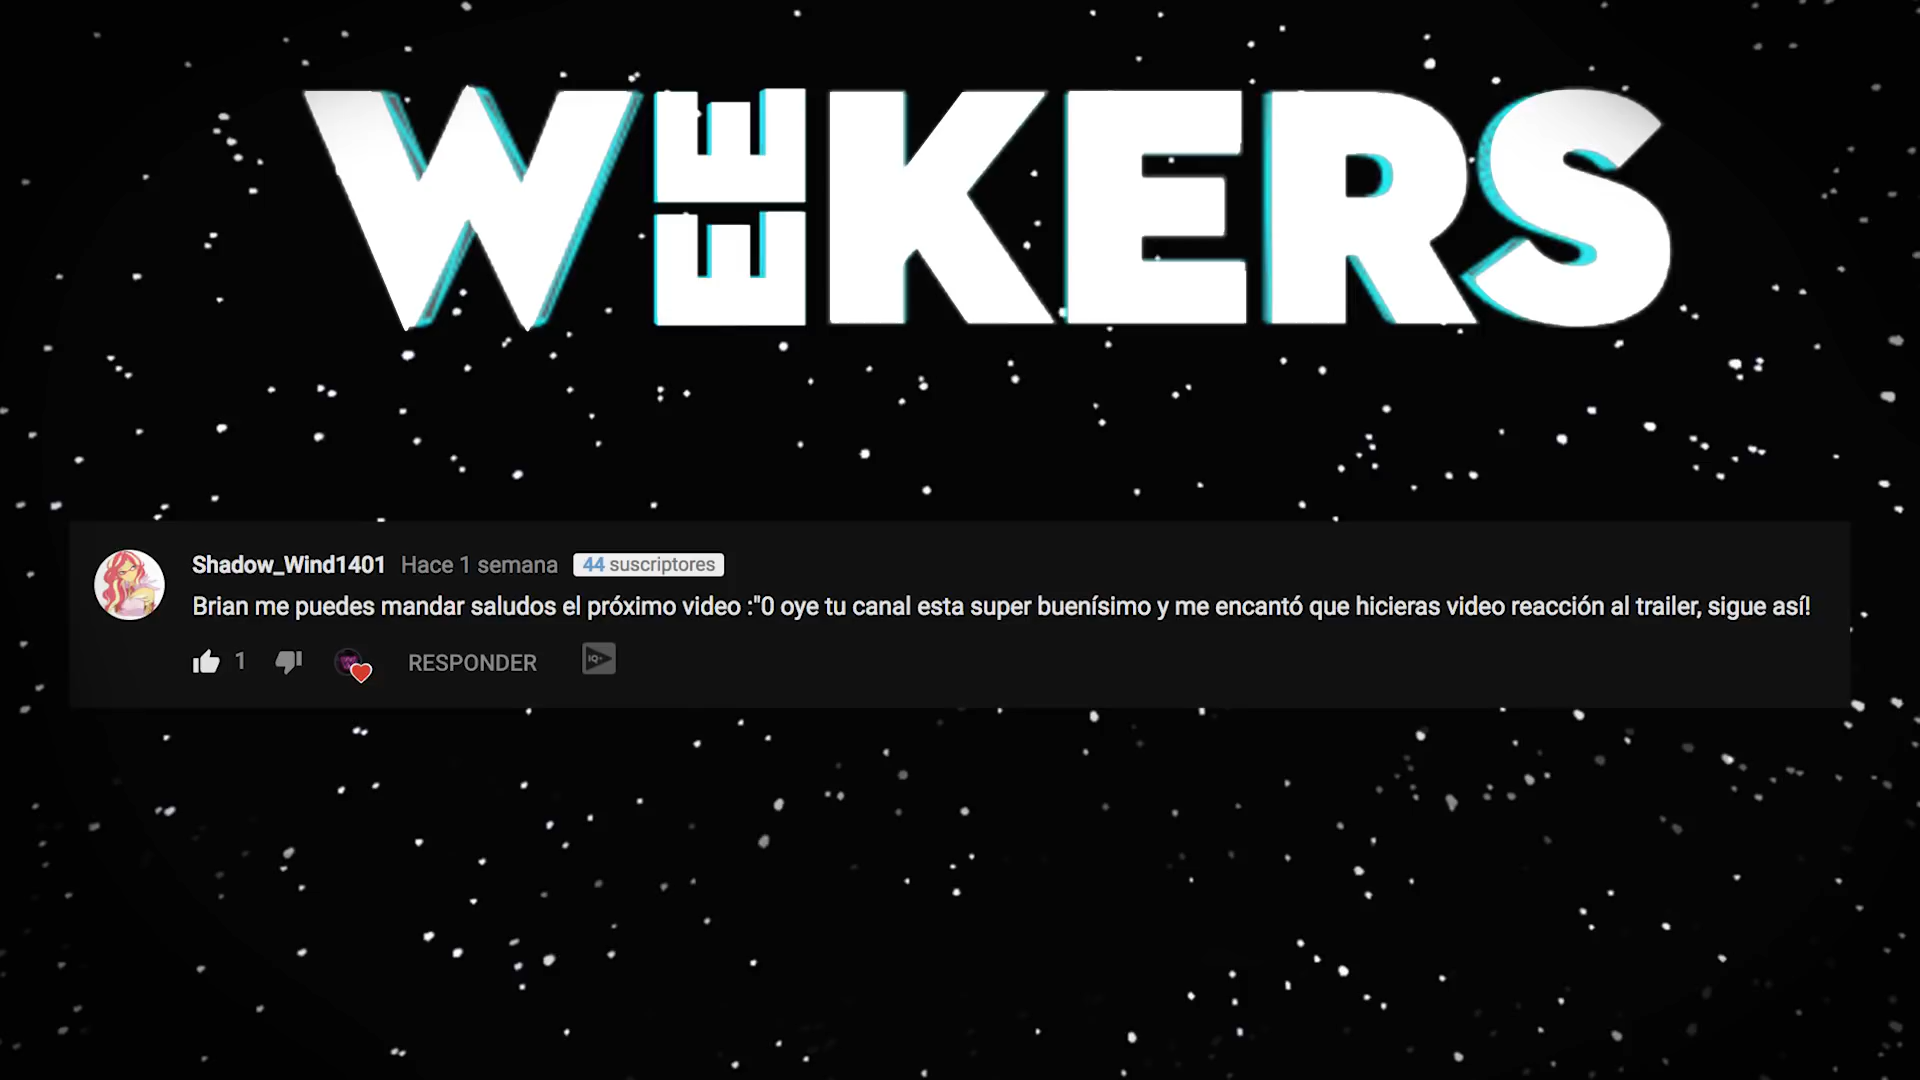 WEEKERS
Shadow_Wind1401 Hace 1 semana 44 suscriptores
Brian me puedes mandar saludos el próximo video :"0 oye tu canal esta super buenísimo y me encantó que hicieras video reacción al trailer, sigue así!
1 RESPONDER IQ+